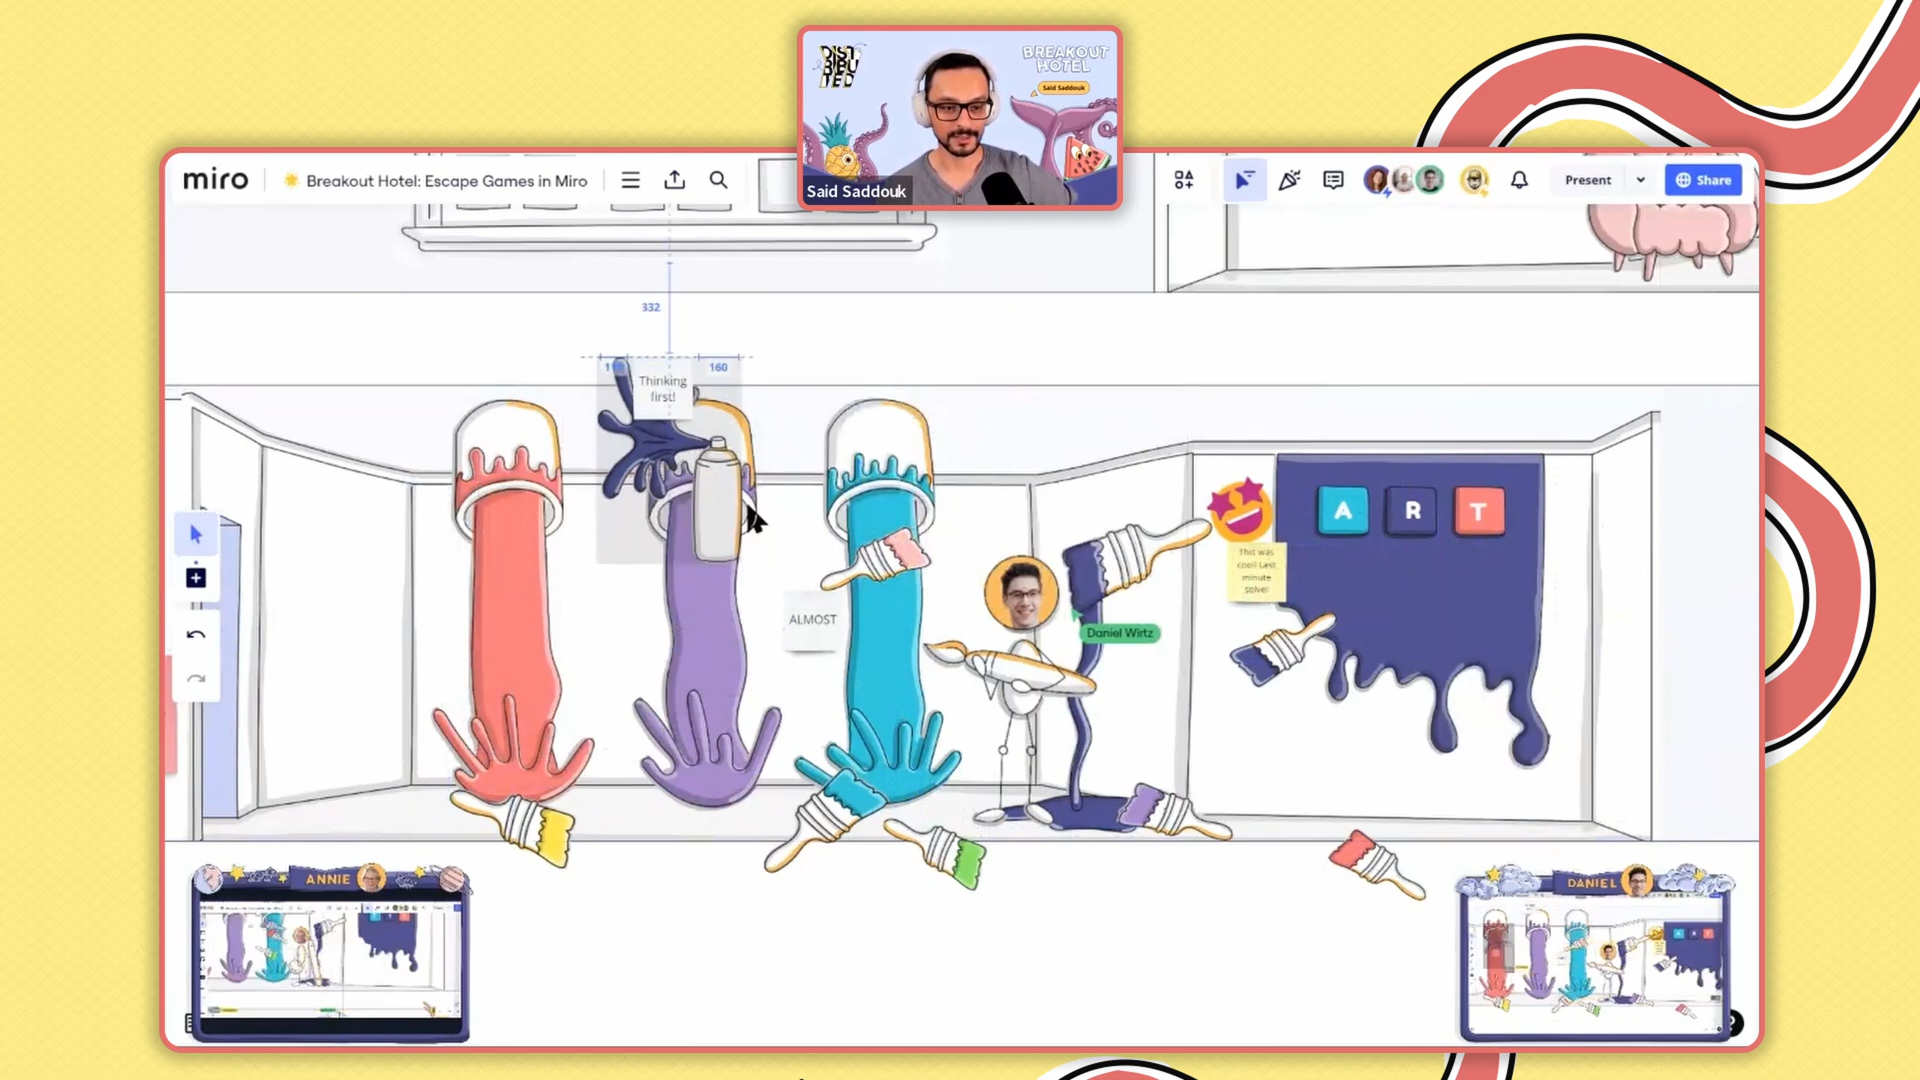 DIST
RIBU
TED
BREAKOUT
HOTEL
Said Saddouk
Said Saddouk
miro
Breakout Hotel: Escape Games in Miro
Present
Share
332
160
Thinking
first!
A R T
This was
cool! Last
minute
solve!
ALMOST
Daniel Wirtz
ANNIE
DANIEL